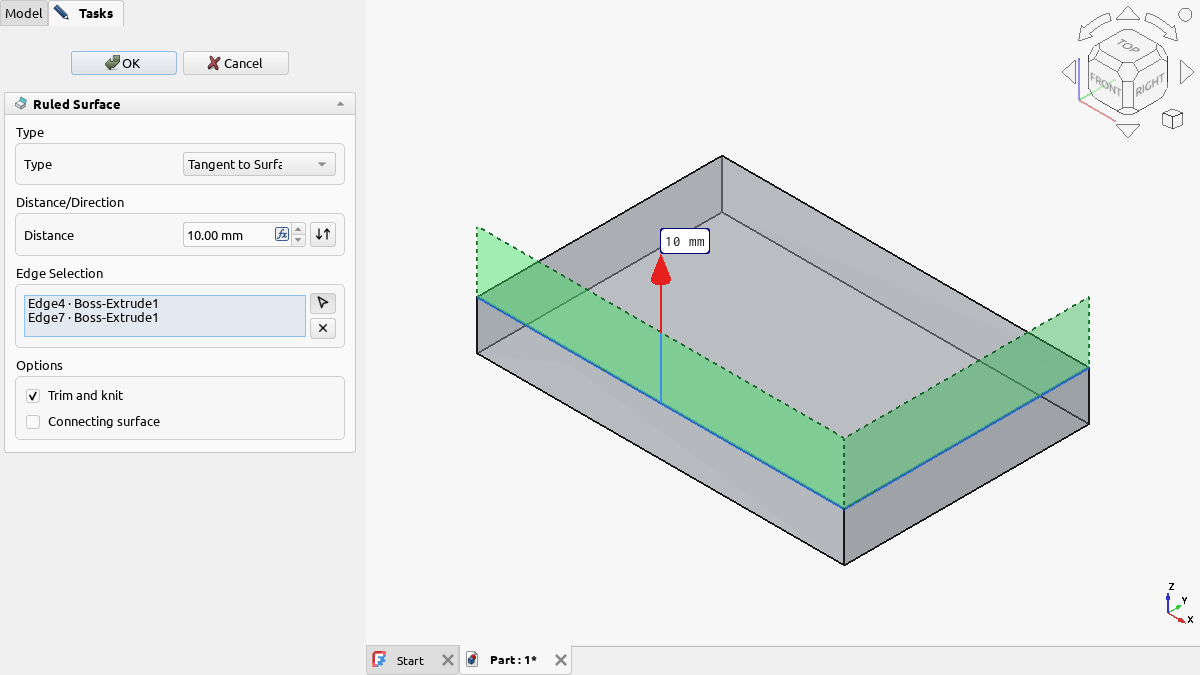 Model
Tasks
OK
Cancel
Ruled Surface
Type
Type
Tangent to Surfa
Distance/Direction
Distance
10.00 mm
Edge Selection
Edge4 · Boss-Extrude1
Edge7 · Boss-Extrude1
Options
Trim and knit
Connecting surface
10 mm
TOP
FRONT
RIGHT
Z
Y
X
Start
Part : 1*